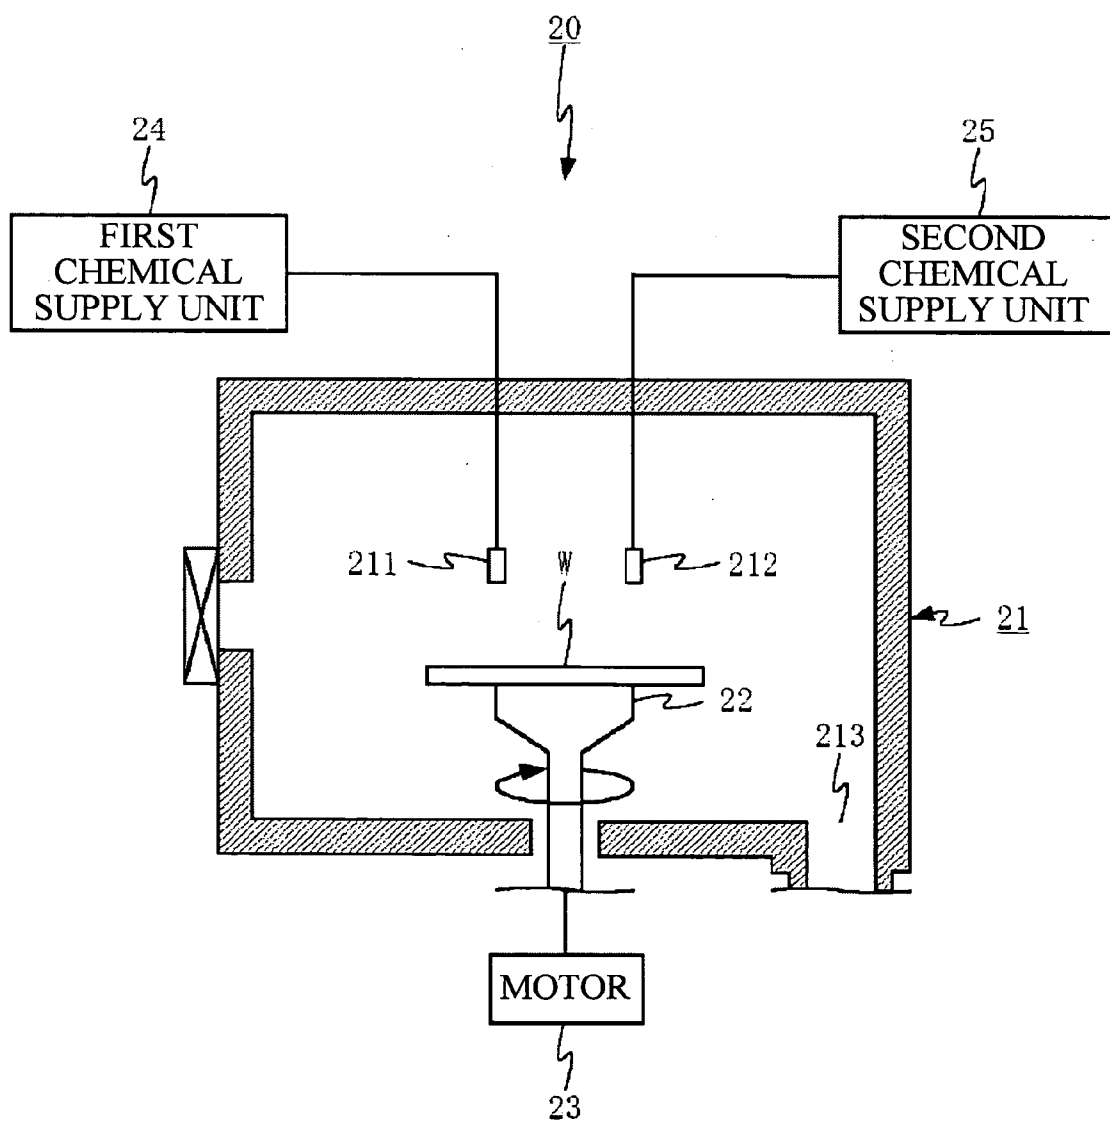 20
24
25
FIRST
CHEMICAL
SUPPLY UNIT
SECOND
CHEMICAL
SUPPLY UNIT
211
W
212
21
22
213
MOTOR
23